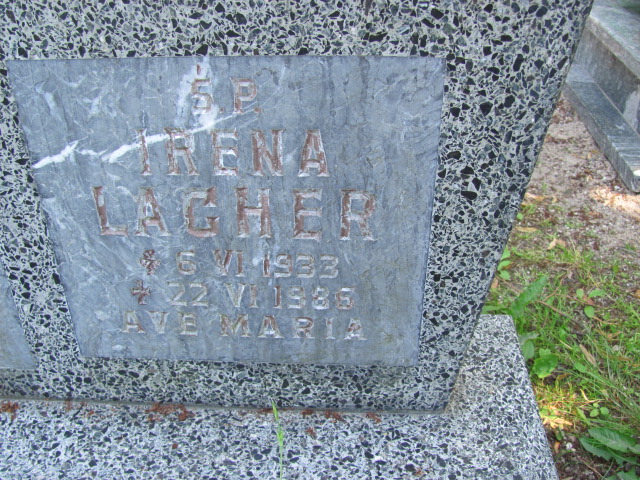 Ś.P.
IRENA
LAGHER
* 6 VI 1933
+ 22 VI 1986
AVE MARIA